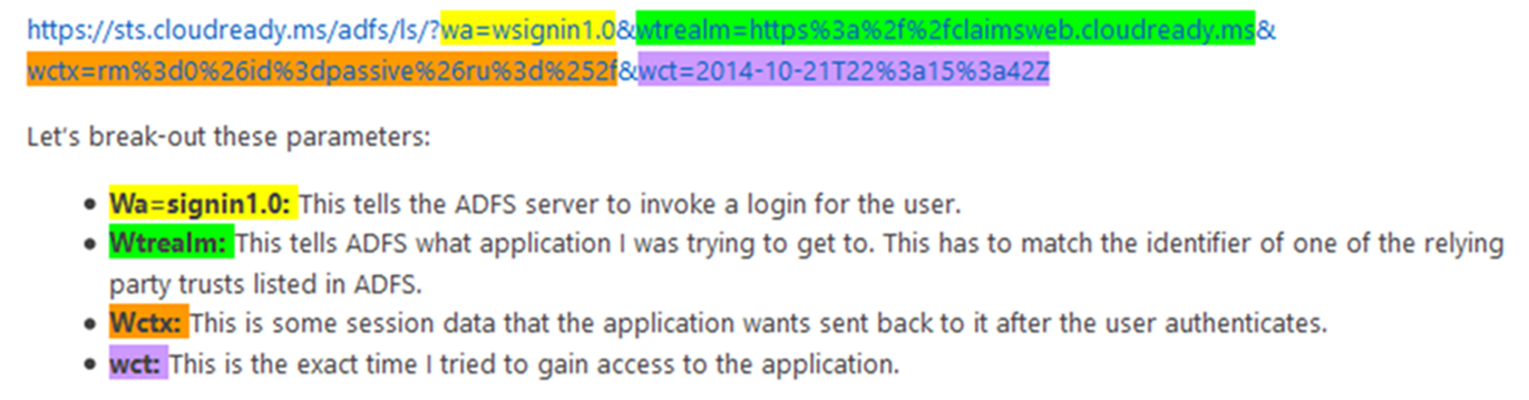 https://sts.cloudready.ms/adfs/ls/?wa=wsignin1.0&wtrealm=https%3a%2f%2fclaimsweb.cloudready.ms&
wctx=rm%3d0%26id%3dpassive%26ru%3d%252f&wct=2014-10-21T22%3a15%3a42Z
Let's break-out these parameters:
• Wa=signin1.0: This tells the ADFS server to invoke a login for the user.
• Wtrealm: This tells ADFS what application I was trying to get to. This has to match the identifier of one of the relying
party trusts listed in ADFS.
• Wctx: This is some session data that the application wants sent back to it after the user authenticates.
• wct: This is the exact time I tried to gain access to the application.